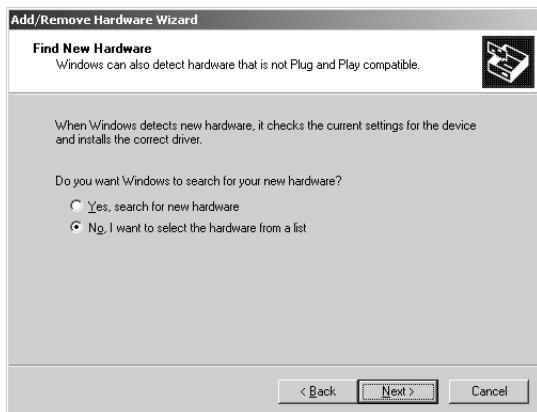 Add/Remove Hardware Wizard
Find New Hardware
Windows can also detect hardware that is not Plug and Play compatible.
When Windows detects new hardware, it checks the current settings for the device
and installs the correct driver.
Do you want Windows to search for your new hardware?
Yes, search for new hardware
No, I want to select the hardware from a list
< Back
Next >
Cancel